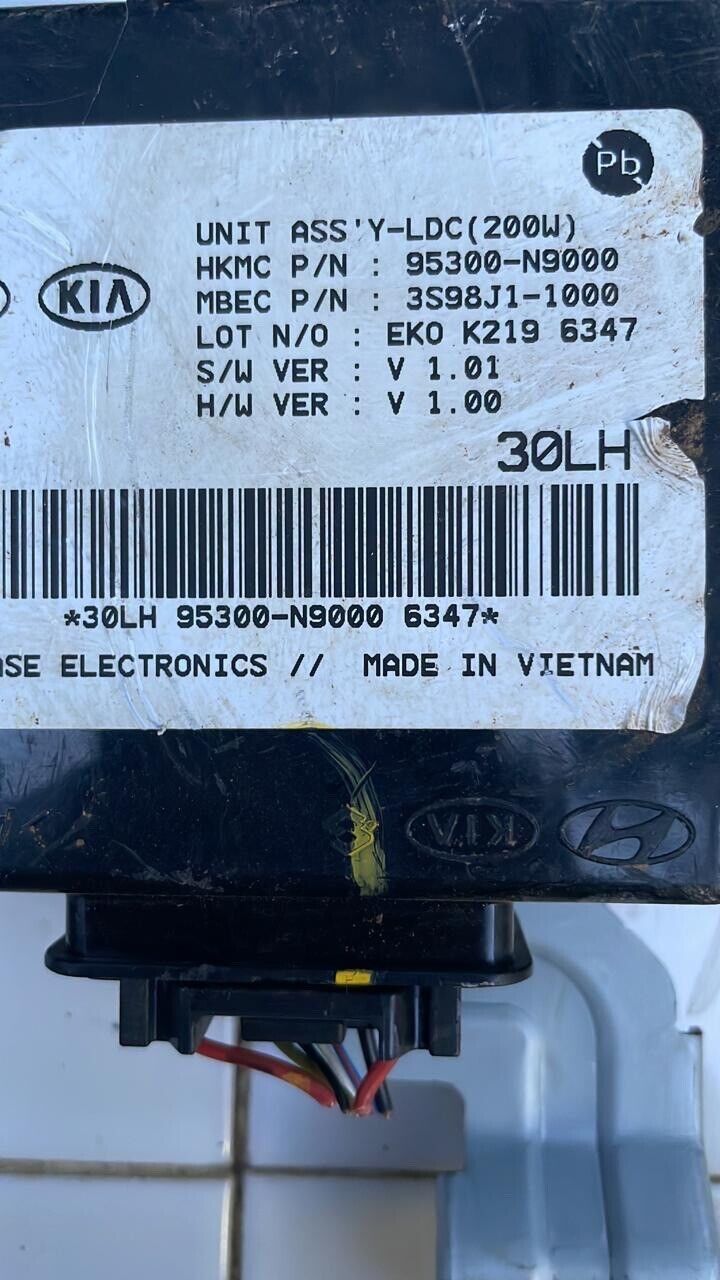 Pb
UNIT ASS'Y-LDC(200W)
KIA
HKMC P/N : 95300-N9000
MBEC P/N : 3S98J1-1000
LOT N/O : EKO K219 6347
S/W VER : V 1.01
H/W VER : V 1.00
30LH
*30LH 95300-N9000 6347*
ELECTRONICS // MADE IN VIETNAM
KIA